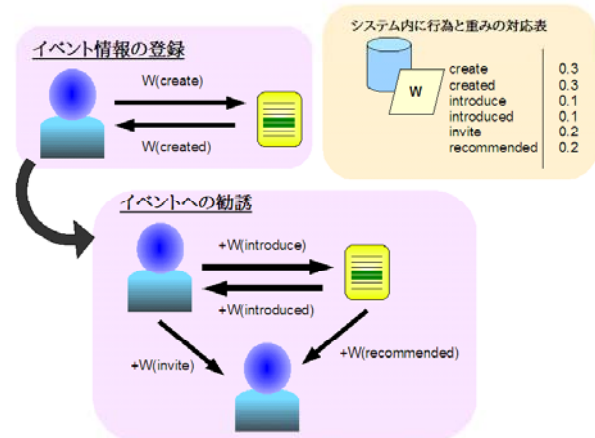 イベント情報の登録
W(create)
W(created)
システム内に行為と重みの対応表
W
create 0.3
created 0.3
introduce 0.1
introduced 0.1
invite 0.2
recommended 0.2
イベントへの勧誘
+W(introduce)
+W(introduced)
+W(invite)
+W(recommended)